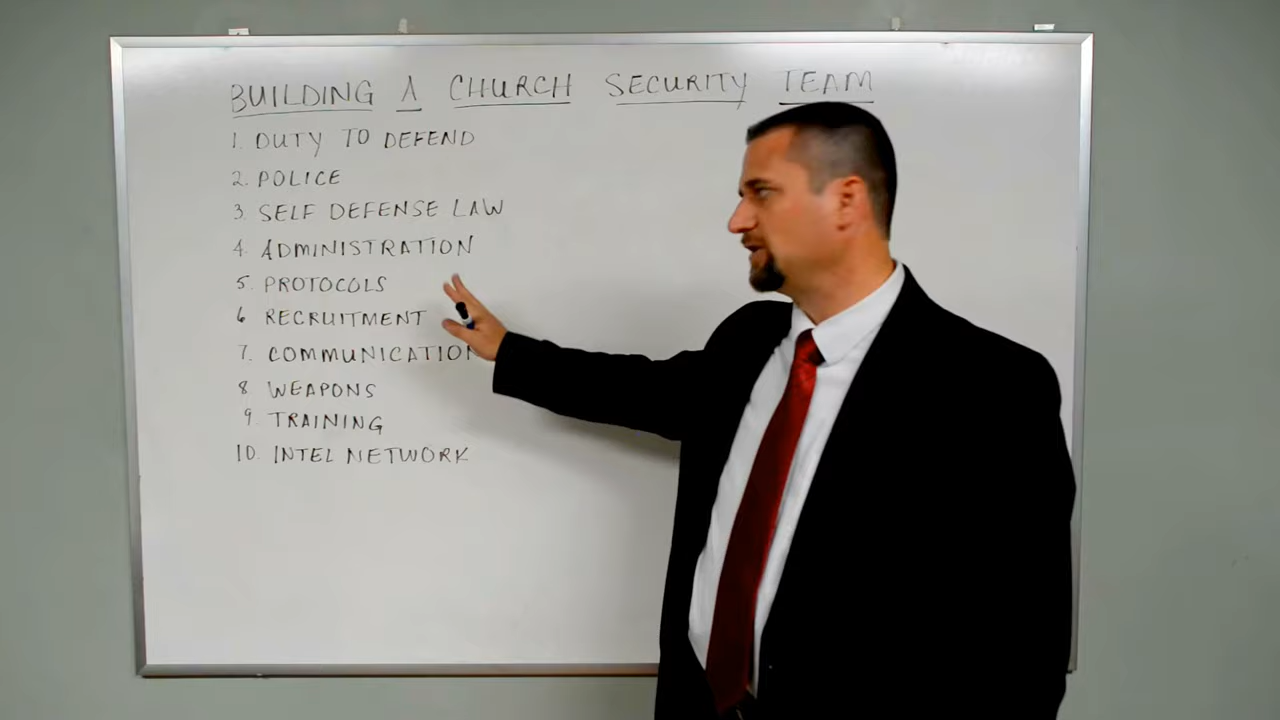 BUILDING A CHURCH SECURITY TEAM
1. DUTY TO DEFEND
2. POLICE
3. SELF DEFENSE LAW
4. ADMINISTRATION
5. PROTOCOLS
6 RECRUITMENT
7. COMMUNICATION
8 WEAPONS
9. TRAINING
10. INTEL NETWORK